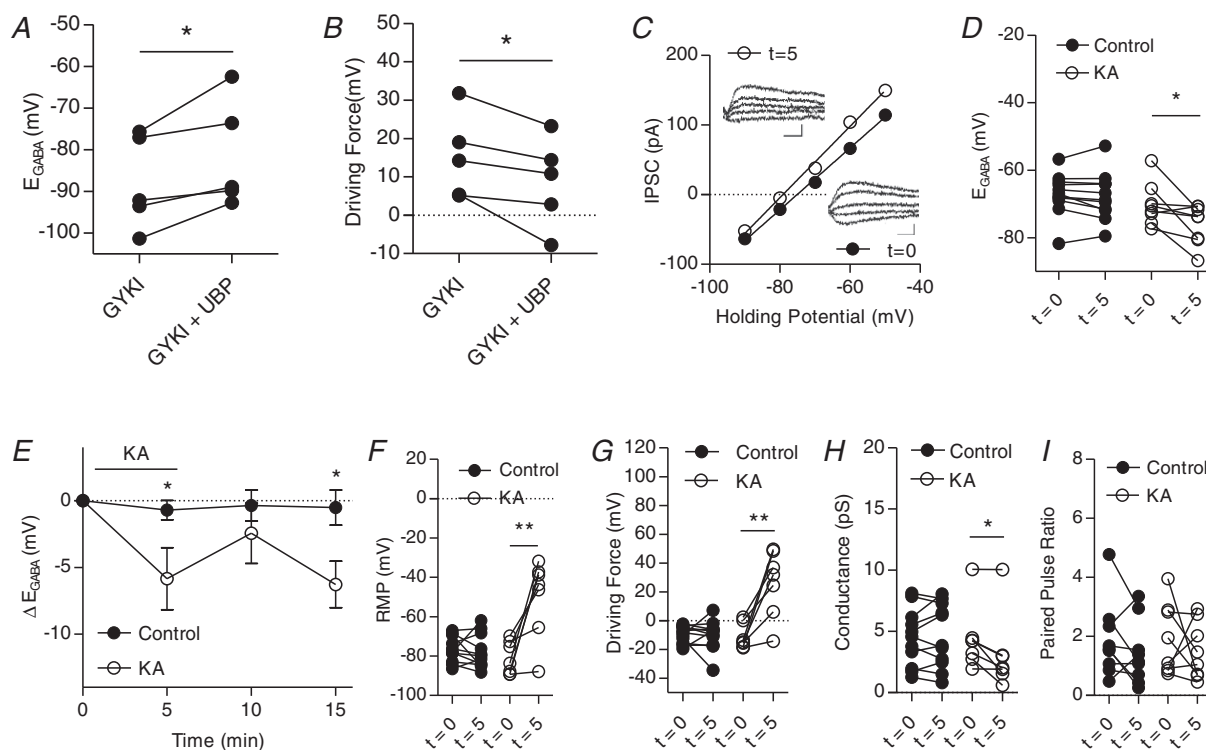 A
-50
-60
-70
-80
-90
-100
E_GABA (mV)
*
GYKI
GYKI + UBP
B
50
40
30
20
10
0
-10
Driving Force(mV)
*
GYKI
GYKI + UBP
C
200
100
0
-100
IPSC (pA)
t=5
t=0
-100
-80
-60
-40
Holding Potential (mV)
D
Control
KA
-20
-40
-60
-80
E_GABA (mV)
*
t = 0
t = 5
t = 0
t = 5
E
KA
*
*
0
-5
-10
Δ E_GABA (mV)
Control
KA
0
5
10
15
Time (min)
F
Control
KA
20
0
-20
-40
-60
-80
-100
RMP (mV)
**
t = 0
t = 5
t = 0
t = 5
G
Control
KA
120
100
80
60
40
20
0
-20
-40
Driving Force (mV)
**
t = 0
t = 5
t = 0
t = 5
H
Control
KA
20
15
10
5
0
Conductance (pS)
*
t = 0
t = 5
t = 0
t = 5
I
Control
KA
8
6
4
2
0
Paired Pulse Ratio
t = 0
t = 5
t = 0
t = 5